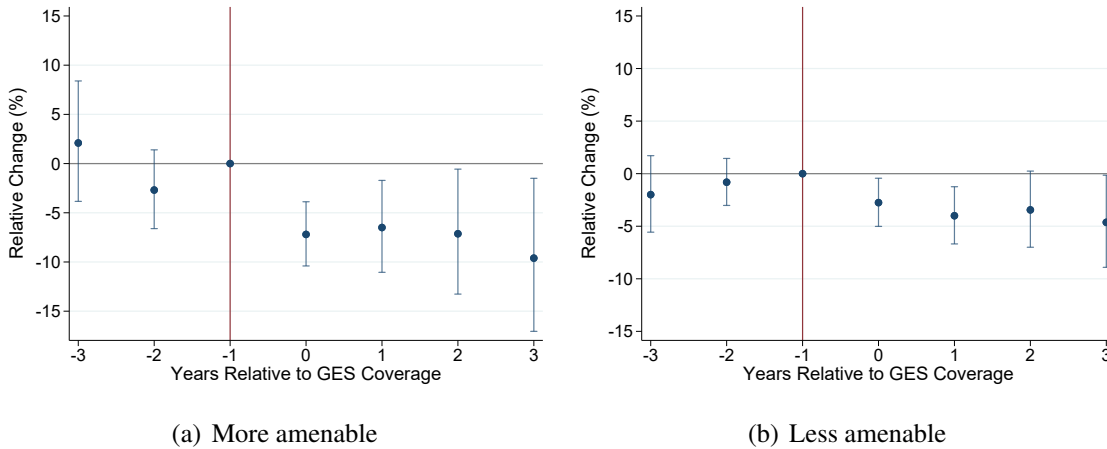 15
10
5
0
-5
-10
-15
Relative Change (%)
-3 -2 -1 0 1 2 3
Years Relative to GES Coverage
(a) More amenable
15
10
5
0
-5
-10
-15
Relative Change (%)
-3 -2 -1 0 1 2 3
Years Relative to GES Coverage
(b) Less amenable